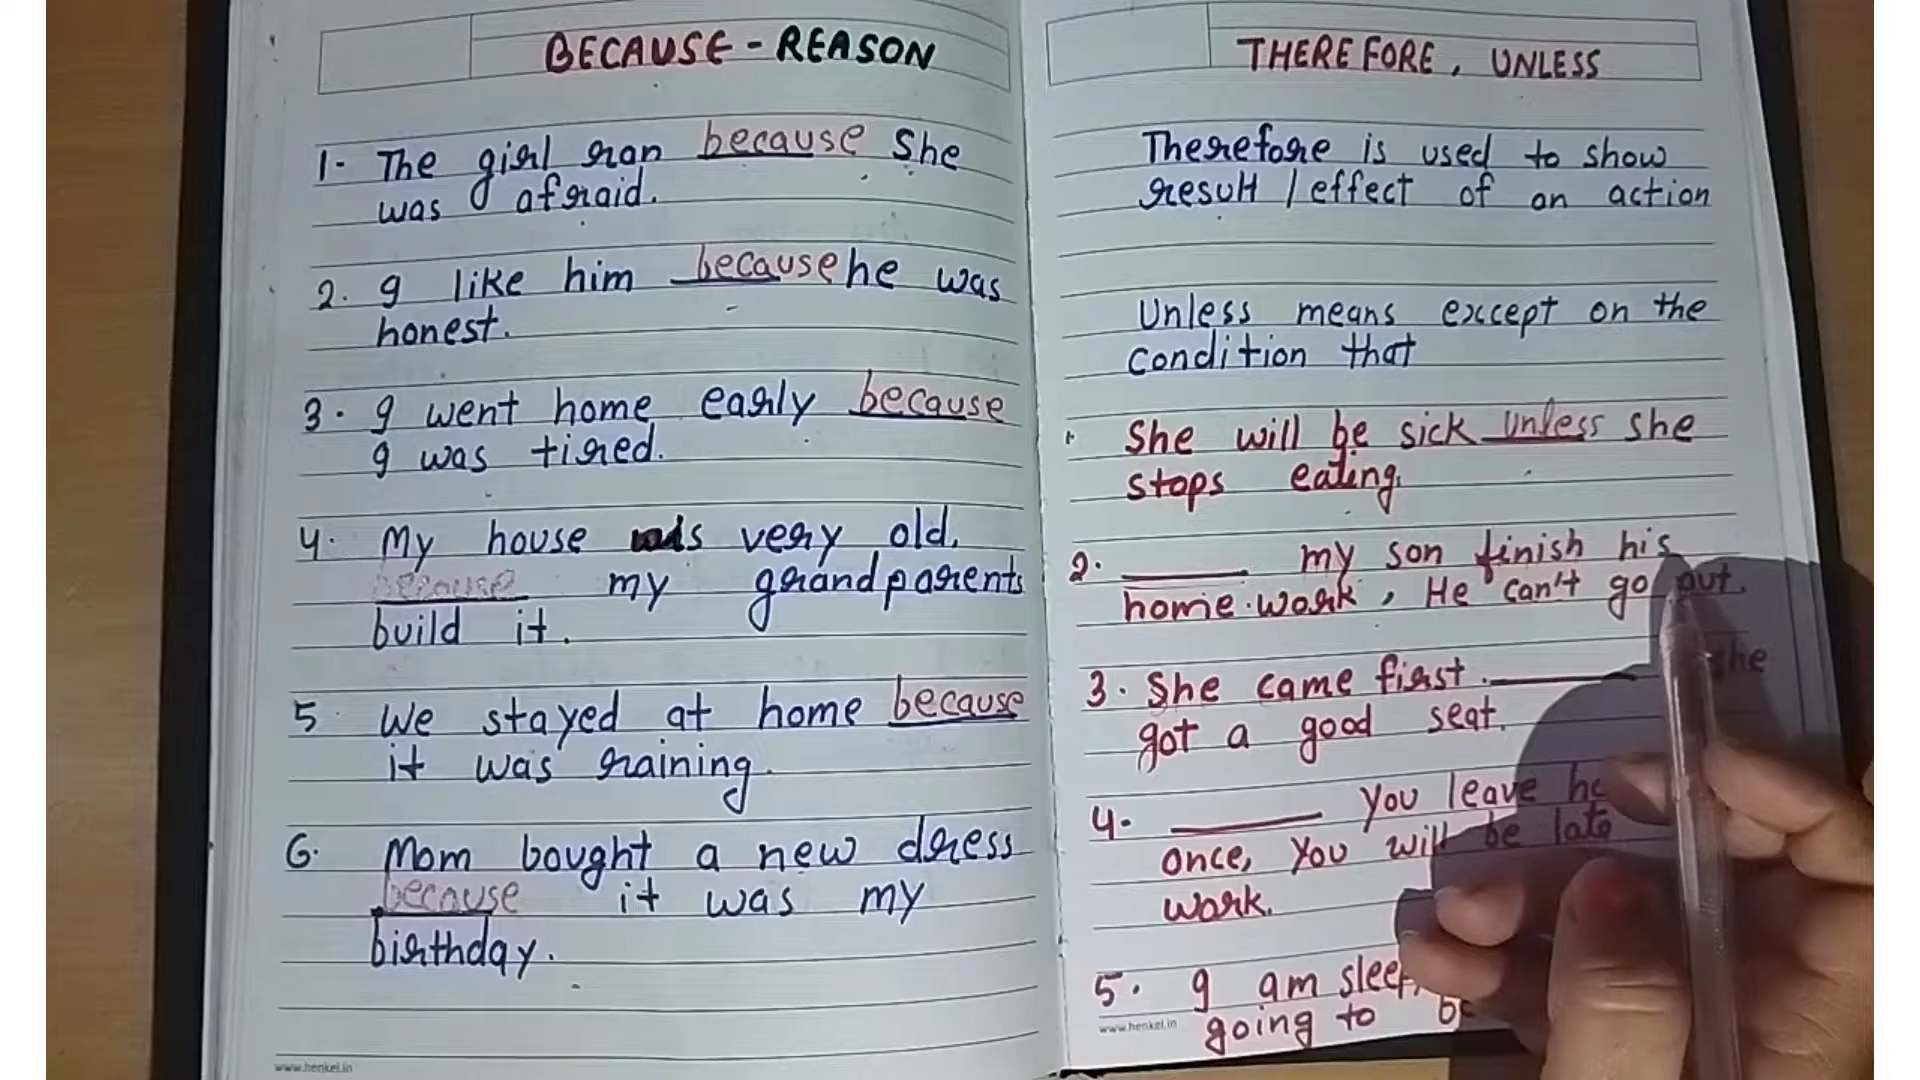 BECAUSE - REASON
1- The girl ran because she
was afraid.
2. I like him because he was
honest.
3. I went home early because
I was tired.
4. My house is very old.
because my grandparents
build it.
5 We stayed at home because
it was raining.
6. Mom bought a new dress
because it was my
birthday.
www.henkel.in
THEREFORE, UNLESS
Therefore is used to show
result / effect of an action
Unless means except on the
condition that
1. She will be sick unless she
stops eating.
2. ______ my son finish his
home.work, He can't go out.
3. She came first. ______ she
got a good seat.
4. ______ You leave
once, You will be late
work.
5. I am
going to
www.henkel.in